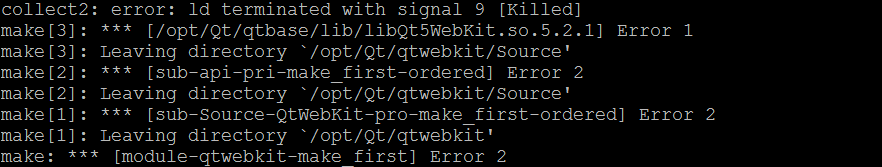 collect2: error: ld terminated with signal 9 [Killed]
make[3]: *** [/opt/Qt/qtbase/lib/libQt5WebKit.so.5.2.1] Error 1
make[3]: Leaving directory `/opt/Qt/qtwebkit/Source'
make[2]: *** [sub-api-pri-make_first-ordered] Error 2
make[2]: Leaving directory `/opt/Qt/qtwebkit/Source'
make[1]: *** [sub-Source-QtWebKit-pro-make_first-ordered] Error 2
make[1]: Leaving directory `/opt/Qt/qtwebkit'
make: *** [module-qtwebkit-make_first] Error 2